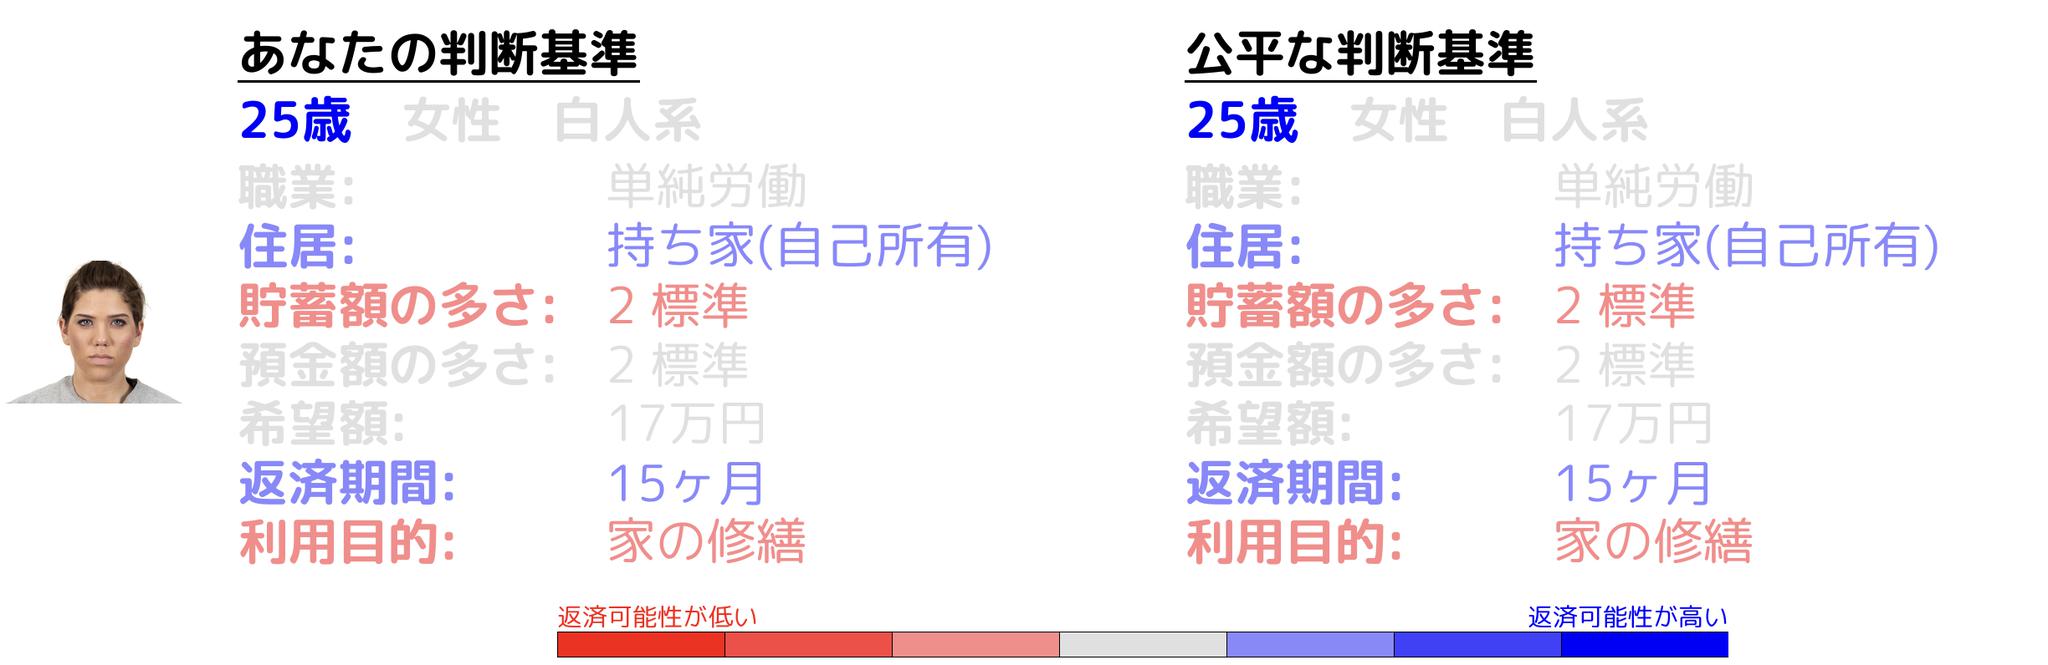 あなたの判断基準
25歳 女性 白人系
職業: 単純労働
住居: 持ち家(自己所有)
貯蓄額の多さ: 2 標準
預金額の多さ: 2 標準
希望額: 17万円
返済期間: 15ヶ月
利用目的: 家の修繕
公平な判断基準
25歳 女性 白人系
職業: 単純労働
住居: 持ち家(自己所有)
貯蓄額の多さ: 2 標準
預金額の多さ: 2 標準
希望額: 17万円
返済期間: 15ヶ月
利用目的: 家の修繕
返済可能性が低い
返済可能性が高い